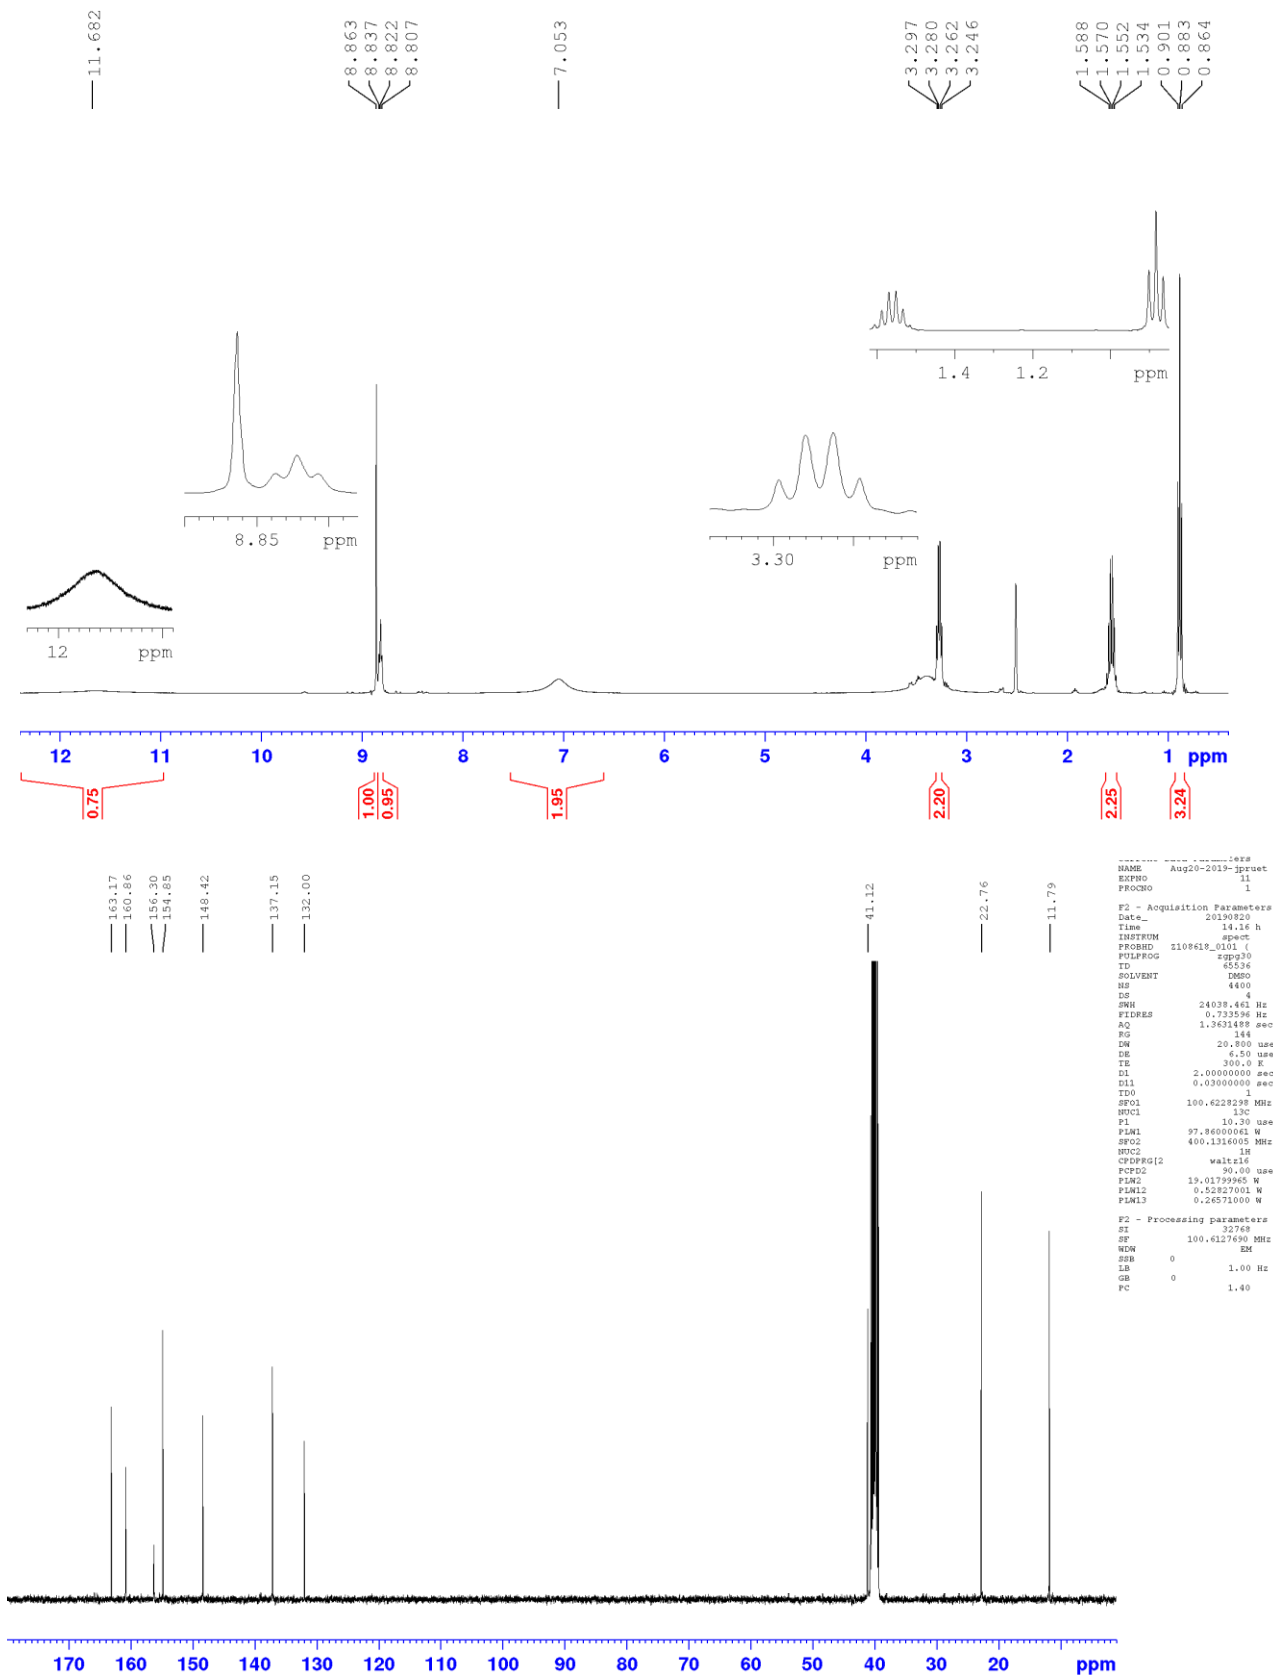 11.682
8.863
8.837
8.822
8.807
7.053
3.297
3.280
3.262
3.246
1.588
1.570
1.552
1.534
0.901
0.883
0.864
1.4 1.2 ppm
8.85 ppm
3.30 ppm
12 ppm
12 11 10 9 8 7 6 5 4 3 2 1 ppm
0.75
1.00
0.95
1.95
2.20
2.25
3.24
163.17
160.86
156.30
154.85
148.42
137.15
132.00
41.12
22.76
11.79
NAME Aug20-2019-jpruet
EXPNO 11
PROCNO 1
F2 - Acquisition Parameters
Date_ 20190820
Time 14.16 h
INSTRUM spect
PROBHD Z108618_0101 (
PULPROG zgpg30
TD 65536
SOLVENT DMSO
NS 4400
DS 4
SWH 24038.461 Hz
FIDRES 0.733596 Hz
AQ 1.3631488 sec
RG 144
DW 20.800 use
DE 6.50 use
TE 300.0 K
D1 2.00000000 sec
D11 0.03000000 sec
TD0 1
SFO1 100.6228298 MHz
NUC1 13C
P1 10.30 use
PLW1 97.86000061 W
SFO2 400.1316005 MHz
NUC2 1H
CPDPRG[2 waltz16
PCPD2 90.00 use
PLW2 19.01799965 W
PLW12 0.52827001 W
PLW13 0.26571000 W
F2 - Processing parameters
SI 32768
SF 100.6127690 MHz
WDW EM
SSB 0
LB 1.00 Hz
GB 0
PC 1.40
170 160 150 140 130 120 110 100 90 80 70 60 50 40 30 20 ppm